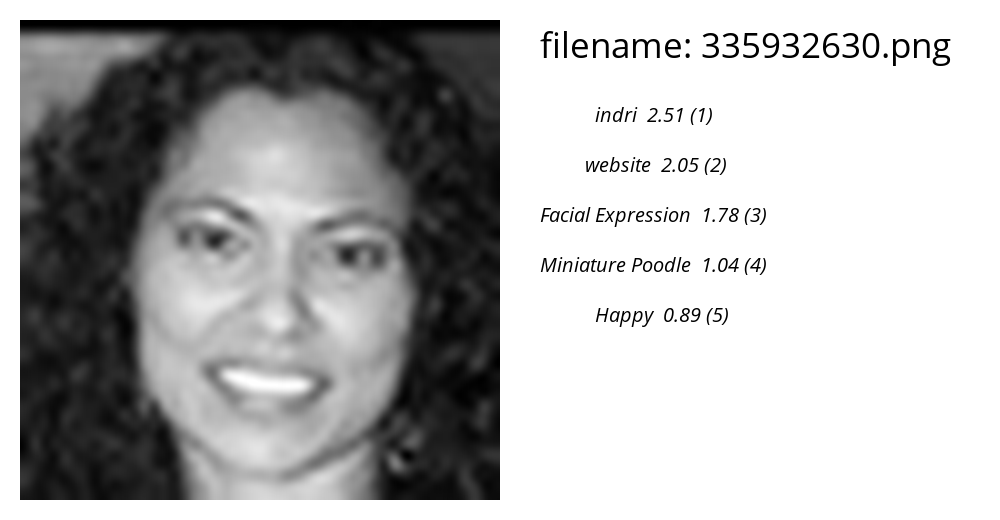 filename: 335932630.png
indri 2.51 (1)
website 2.05 (2)
Facial Expression 1.78 (3)
Miniature Poodle 1.04 (4)
Happy 0.89 (5)